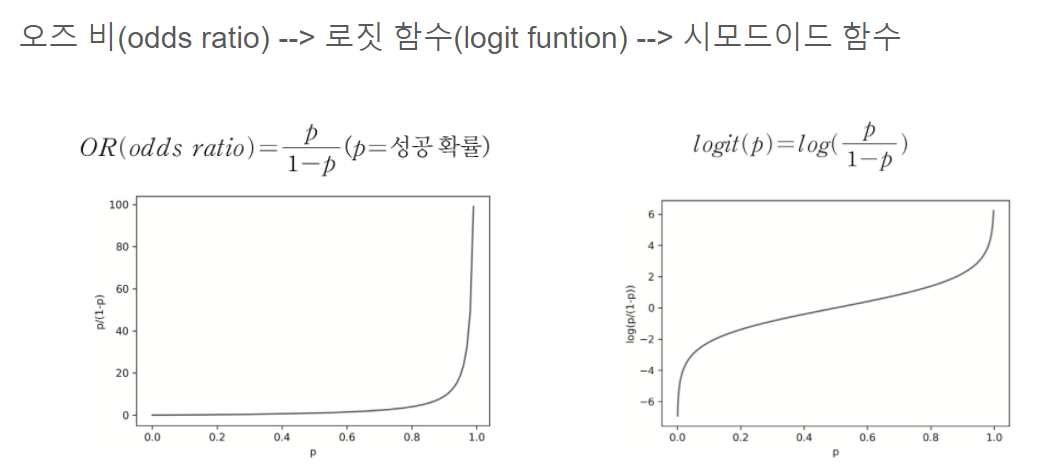 오즈 비(odds ratio) --> 로짓 함수(logit funtion) --> 시모드이드 함수
OR(odds ratio)=p/1-p(p=성공 확률)
logit(p)=log(p/1-p)
100
80
60
40
20
0
p/(1-p)
0.0 0.2 0.4 0.6 0.8 1.0
p
6
4
2
0
−2
−4
−6
log(p/(1-p))
0.0 0.2 0.4 0.6 0.8 1.0
p